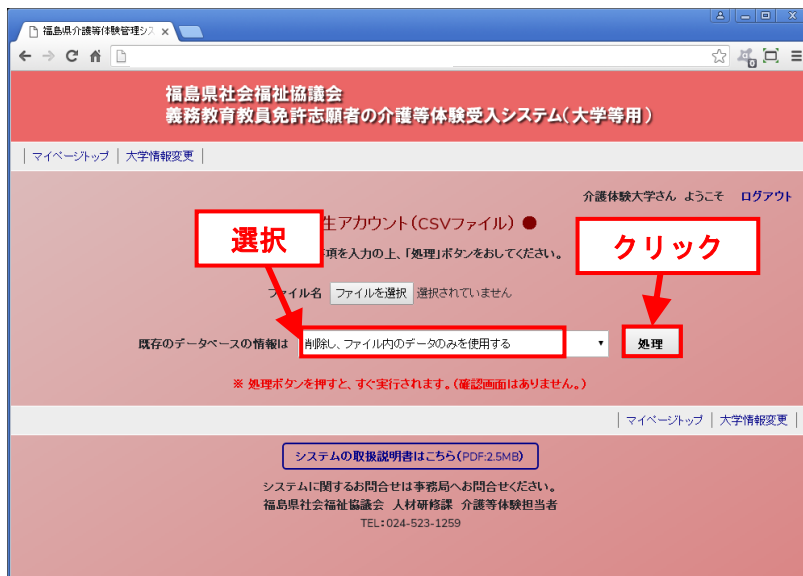 福島県介護等体験管理シス
福島県社会福祉協議会
義務教育教員免許志願者の介護等体験受入システム(大学等用)
マイページトップ 大学情報変更
介護体験大学さん ようこそ ログアウト
生アカウント(CSVファイル) ●
選択
クリック
項を入力の上、「処理」ボタンをおしてください。
ファイル名 ファイルを選択 選択されていません
既存のデータベースの情報は 削除し、ファイル内のデータのみを使用する 処理
※ 処理ボタンを押すと、すぐ実行されます。(確認画面はありません。)
マイページトップ 大学情報変更
システムの取扱説明書はこちら(PDF:2.5MB)
システムに関するお問合せは事務局へお問合せください。
福島県社会福祉協議会 人材研修課 介護等体験担当者
TEL:024-523-1259